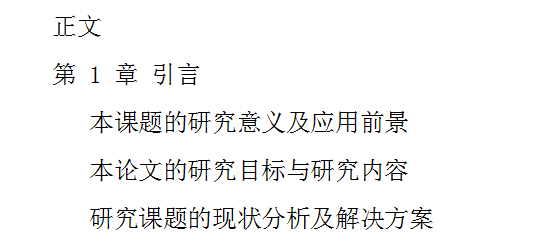 正文
第 1 章 引言
本课题的研究意义及应用前景
本论文的研究目标与研究内容
研究课题的现状分析及解决方案